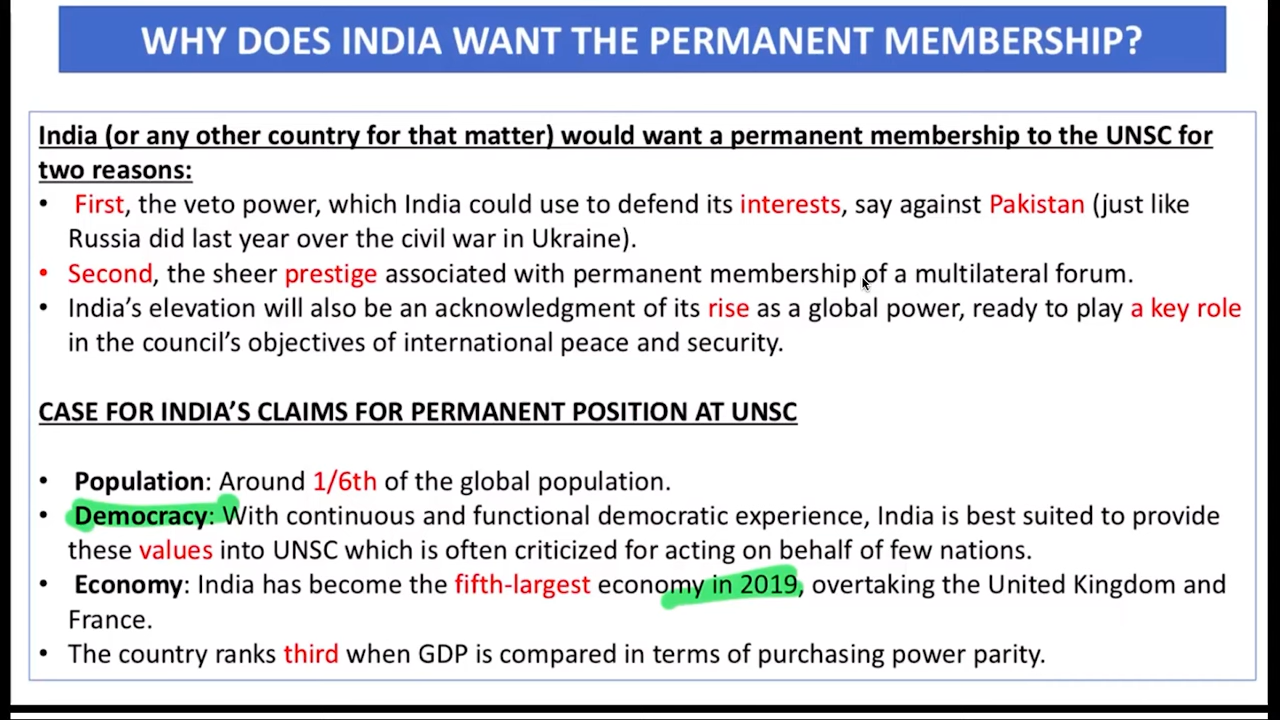 WHY DOES INDIA WANT THE PERMANENT MEMBERSHIP?
India (or any other country for that matter) would want a permanent membership to the UNSC for
two reasons:
• First, the veto power, which India could use to defend its interests, say against Pakistan (just like
Russia did last year over the civil war in Ukraine).
• Second, the sheer prestige associated with permanent membership of a multilateral forum.
• India’s elevation will also be an acknowledgment of its rise as a global power, ready to play a key role
in the council’s objectives of international peace and security.
CASE FOR INDIA’S CLAIMS FOR PERMANENT POSITION AT UNSC
• Population: Around 1/6th of the global population.
• Democracy: With continuous and functional democratic experience, India is best suited to provide
these values into UNSC which is often criticized for acting on behalf of few nations.
• Economy: India has become the fifth-largest economy in 2019, overtaking the United Kingdom and
France.
• The country ranks third when GDP is compared in terms of purchasing power parity.